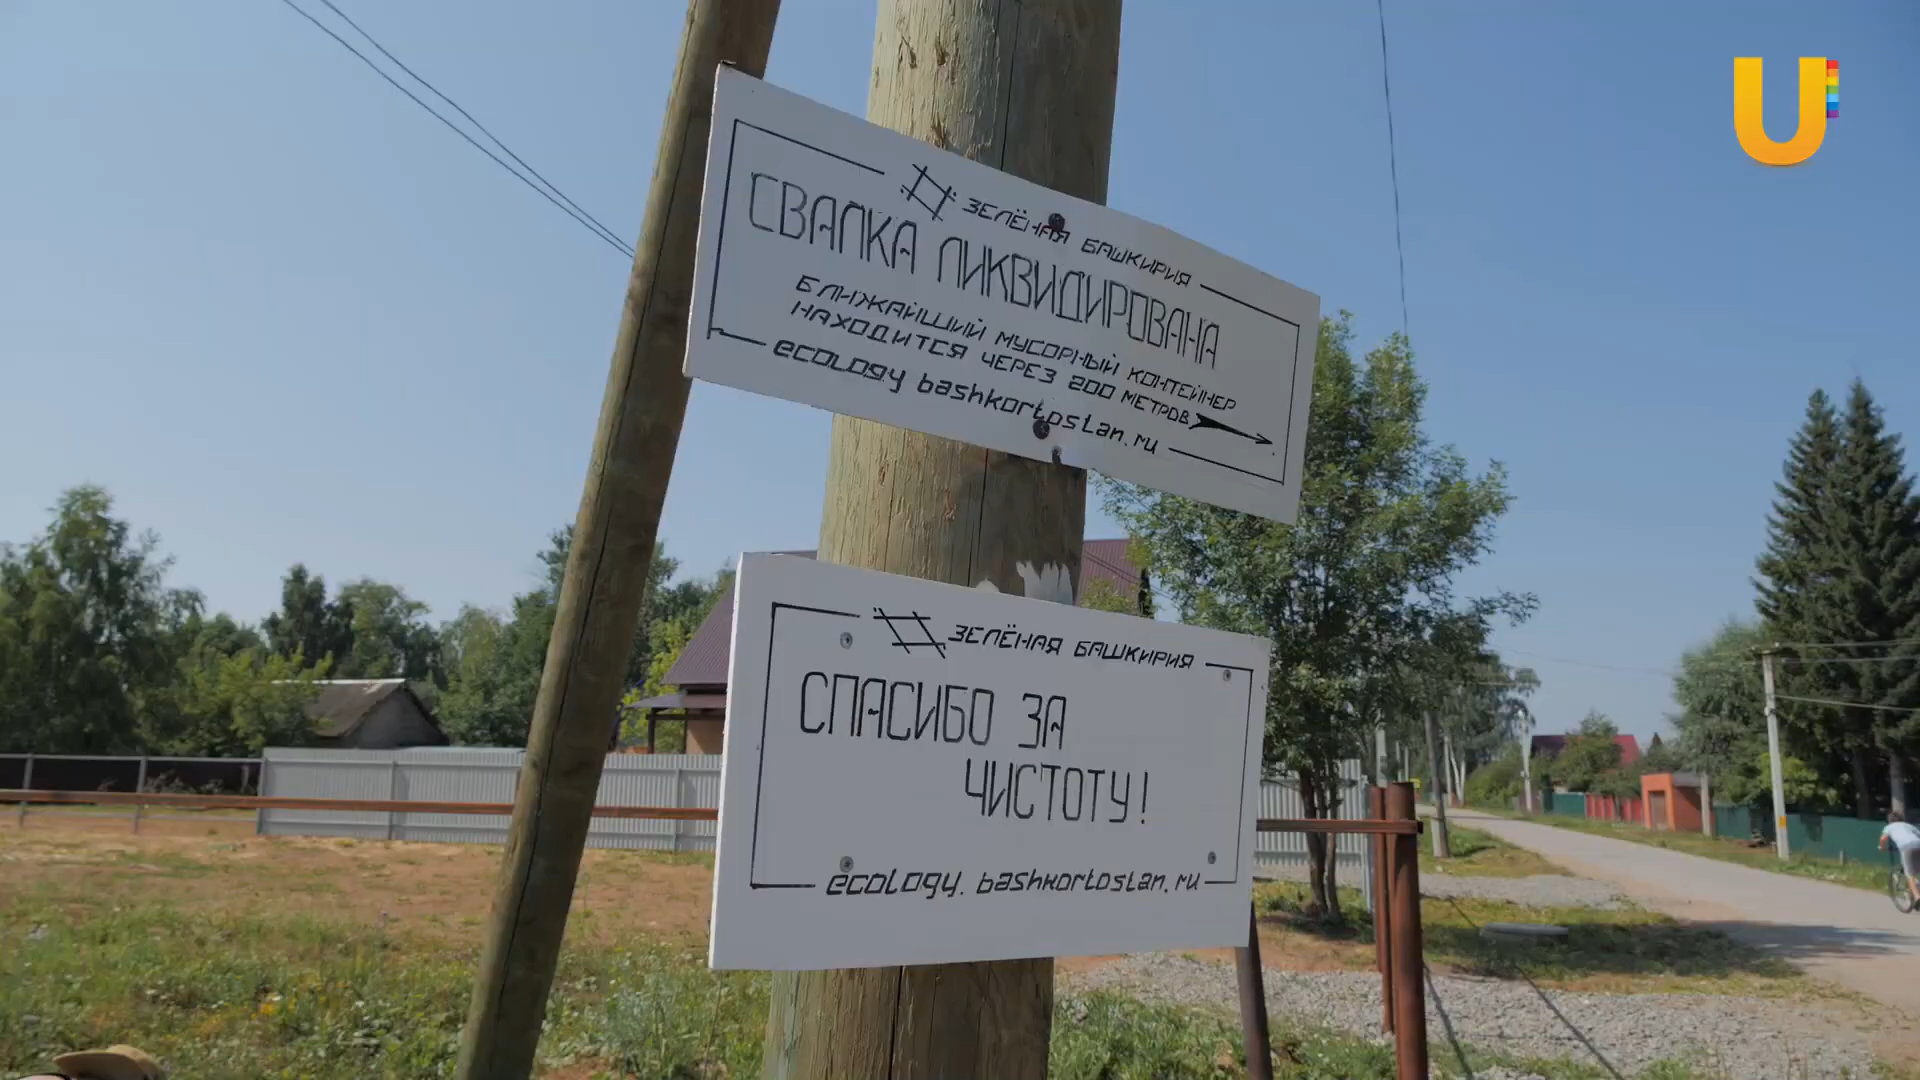 U
ЗЕЛЁНАЯ БАШКИРИЯ
СВАЛКА ЛИКВИДИРОВАНА
БЛИЖАЙШИЙ МУСОРНЫЙ КОНТЕЙНЕР
НАХОДИТСЯ ЧЕРЕЗ 200 МЕТРОВ
ecology bashkortostan.ru
ЗЕЛЁНАЯ БАШКИРИЯ
СПАСИБО ЗА
ЧИСТОТУ!
ecology.bashkortostan.ru